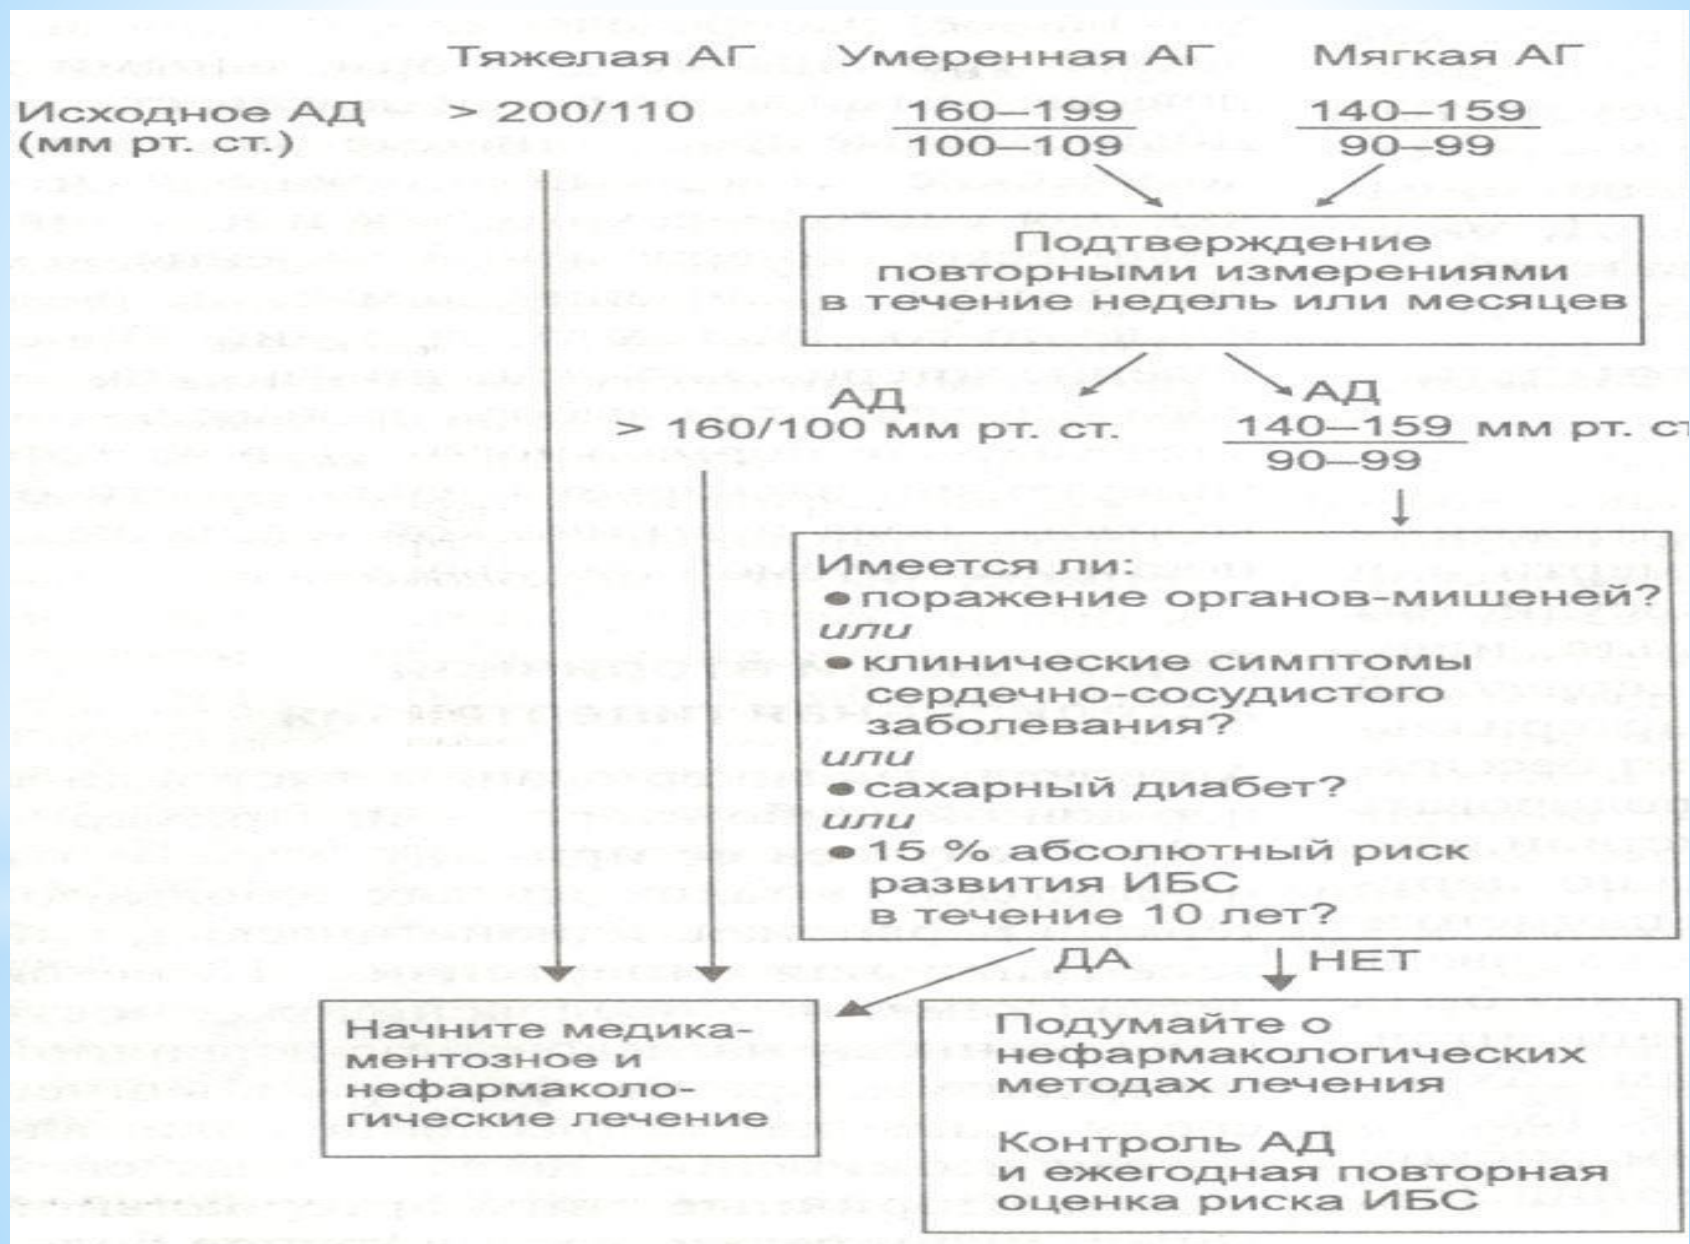 Тяжелая АГ Умеренная АГ Мягкая АГ
Исходное АД > 200/110 160–199 140–159
(мм рт. ст.) 100–109 90–99
Подтверждение
повторными измерениями
в течение недель или месяцев
АД АД
> 160/100 мм рт. ст. 140–159 мм рт. ст
90–99
Имеется ли:
● поражение органов-мишеней?
или
● клинические симптомы
сердечно-сосудистого
заболевания?
или
● сахарный диабет?
или
● 15 % абсолютный риск
развития ИБС
в течение 10 лет?
ДА НЕТ
Начните медика-
ментозное и
нефармаколо-
гические лечение
Подумайте о
нефармакологических
методах лечения
Контроль АД
и ежегодная повторная
оценка риска ИБС